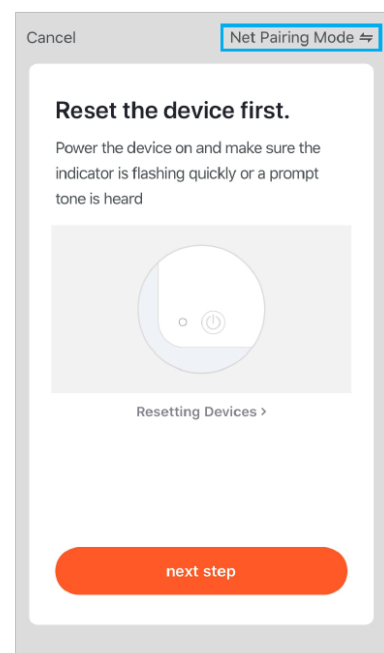 Cancel
Net Pairing Mode ⇋
Reset the device first.
Power the device on and make sure the
indicator is flashing quickly or a prompt
tone is heard
Resetting Devices >
next step